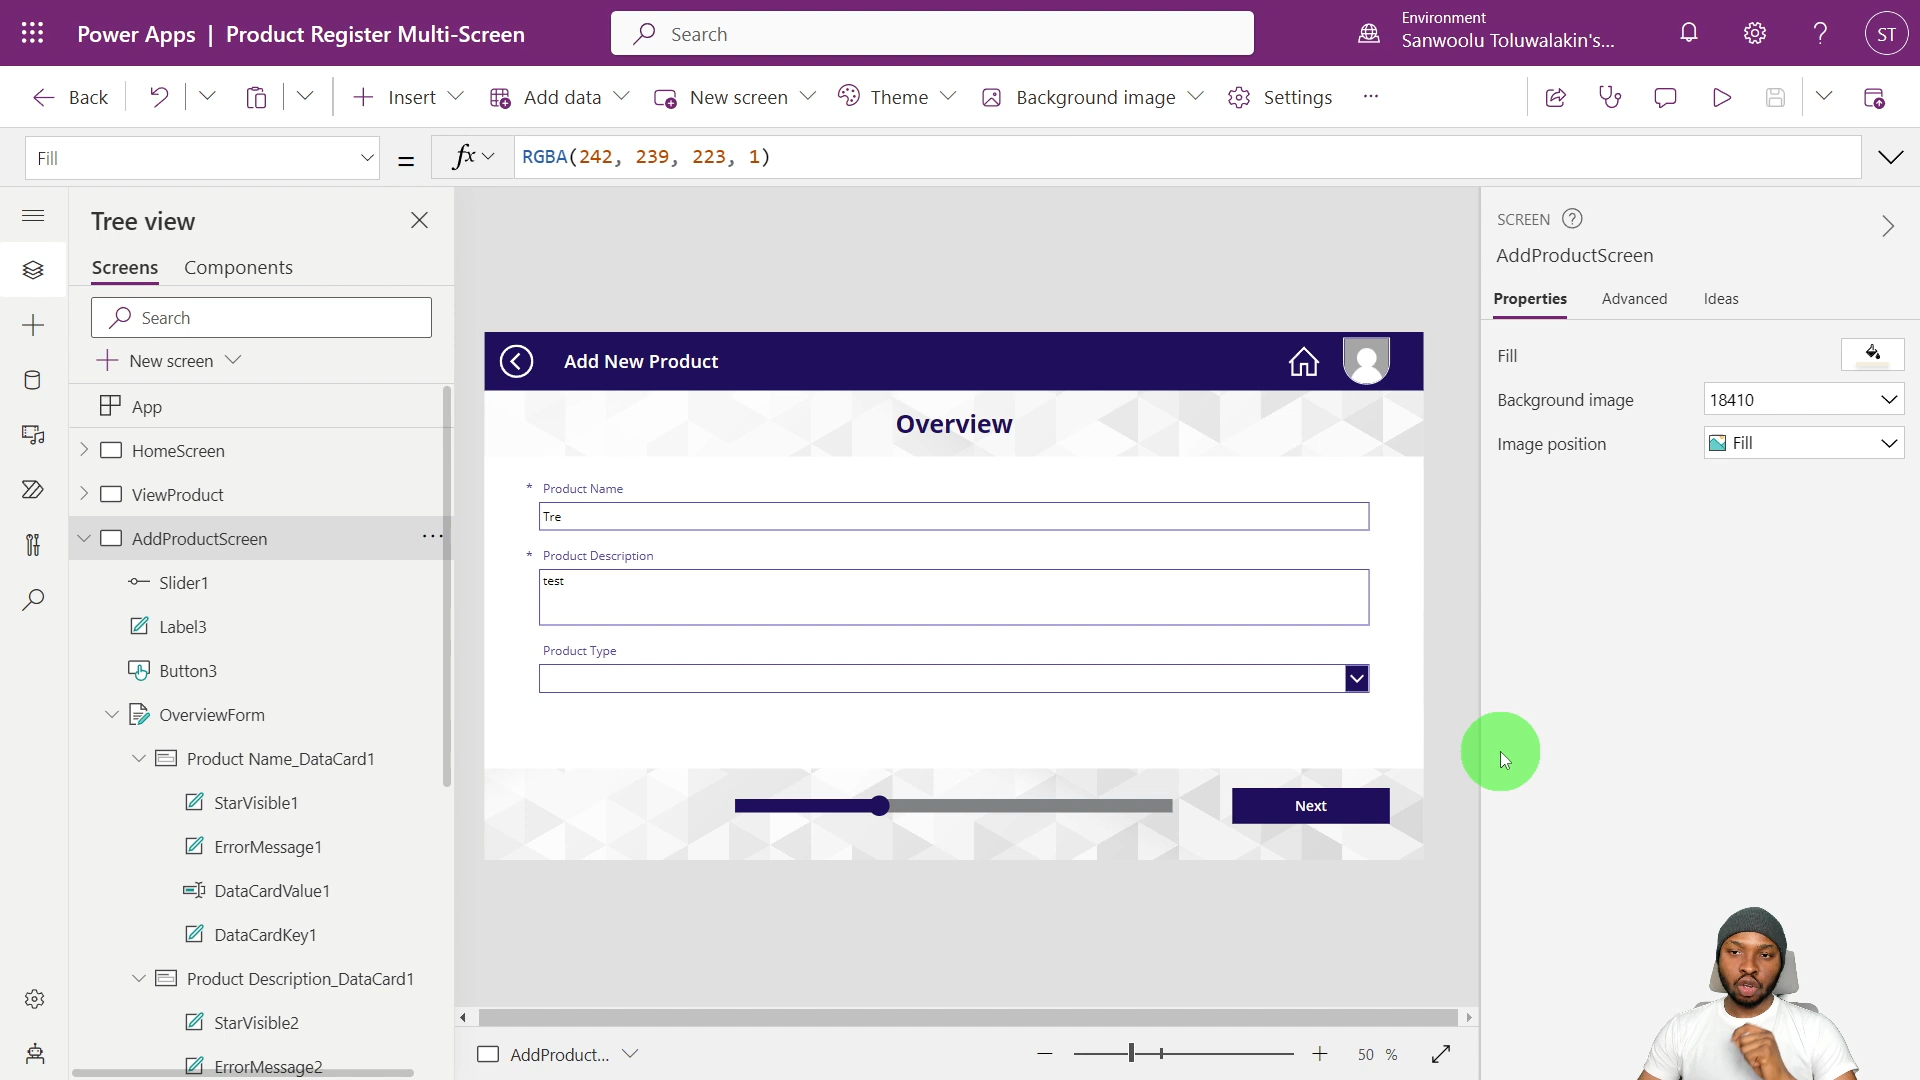 Power Apps | Product Register Multi-Screen
Search
Environment
Sanwoolu Toluwalakin's...
ST
Back
Insert
Add data
New screen
Theme
Background image
Settings
...
Fill
=
fx
RGBA(242, 239, 223, 1)
Tree view
Screens
Components
Search
New screen
App
HomeScreen
ViewProduct
AddProductScreen
...
Slider1
Label3
Button3
OverviewForm
Product Name_DataCard1
StarVisible1
ErrorMessage1
DataCardValue1
DataCardKey1
Product Description_DataCard1
StarVisible2
ErrorMessage2
Add New Product
Overview
* Product Name
Tre
* Product Description
test
Product Type
Next
AddProduct...
50 %
SCREEN
AddProductScreen
Properties
Advanced
Ideas
Fill
Background image
18410
Image position
Fill